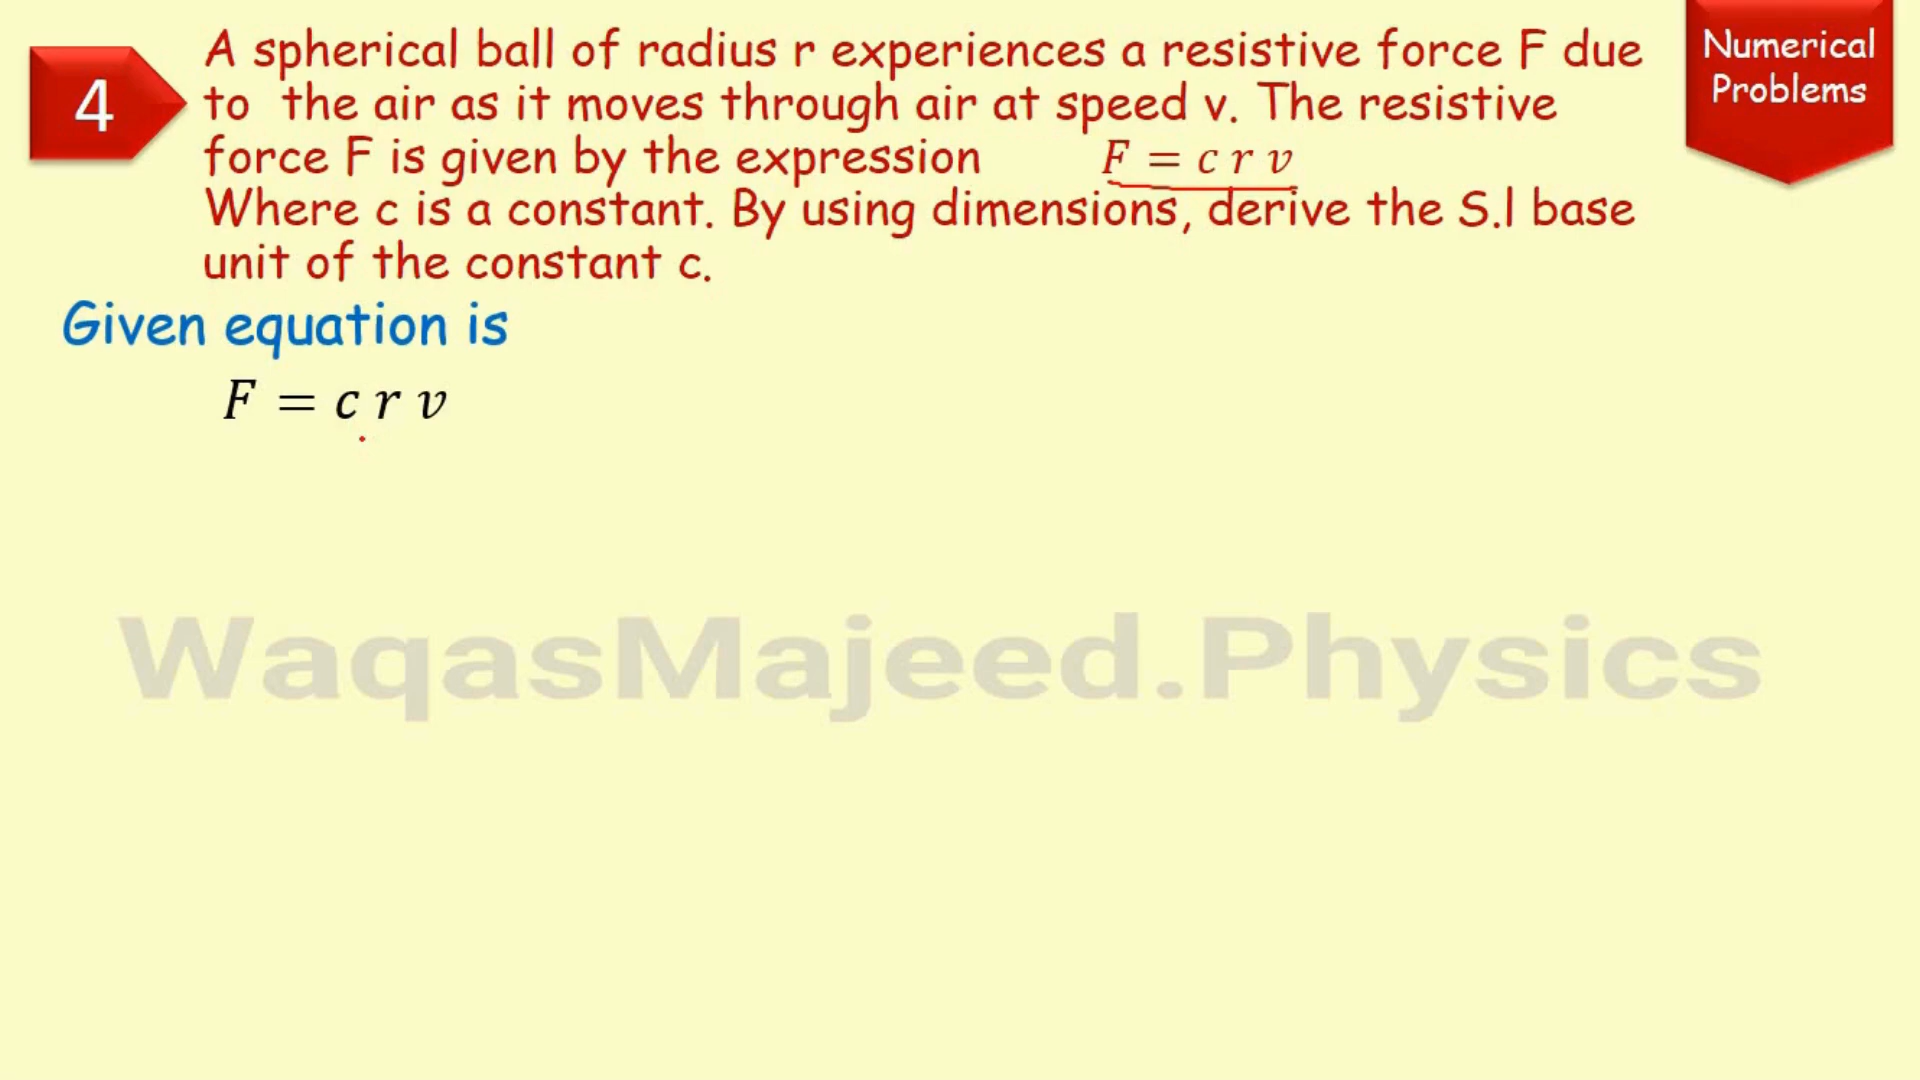 4
A spherical ball of radius r experiences a resistive force F due
to the air as it moves through air at speed v. The resistive
force F is given by the expression F = c r v
Where c is a constant. By using dimensions, derive the S.I base
unit of the constant c.
Numerical
Problems
Given equation is
F = c r v
WaqasMajeed.Physics